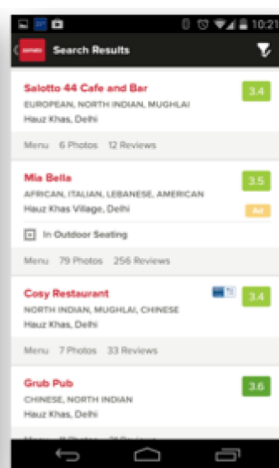 10:21
zomato
Search Results
Salotto 44 Cafe and Bar
3.4
EUROPEAN, NORTH INDIAN, MUGHLAI
Hauz Khas, Delhi
Menu 6 Photos 12 Reviews
Mia Bella
3.5
AFRICAN, ITALIAN, LEBANESE, AMERICAN
Hauz Khas Village, Delhi
Ad
In Outdoor Seating
Menu 79 Photos 256 Reviews
Cosy Restaurant
3.4
NORTH INDIAN, MUGHLAI, CHINESE
Hauz Khas, Delhi
Menu 7 Photos 33 Reviews
Grub Pub
3.6
CHINESE, NORTH INDIAN
Hauz Khas, Delhi